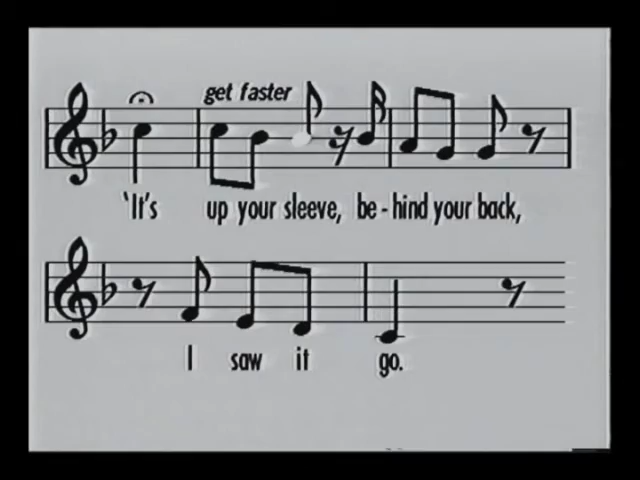 get faster
'It's up your sleeve, be - hind your back,
I saw it go.